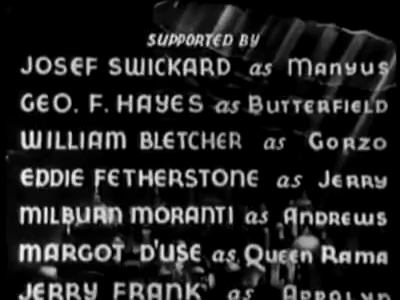 SUPPORTED BY
JOSEF SWICKARD as MANYUS
GEO. F. HAYES as BUTTERFIELD
WILLIAM BLETCHER as GORZO
EDDIE FETHERSTONE as JERRY
MILBURN MORANTI as ANDREWS
MARGOT D'USE as QUEEN RAMA
JERRY FRANK as APPOLYN